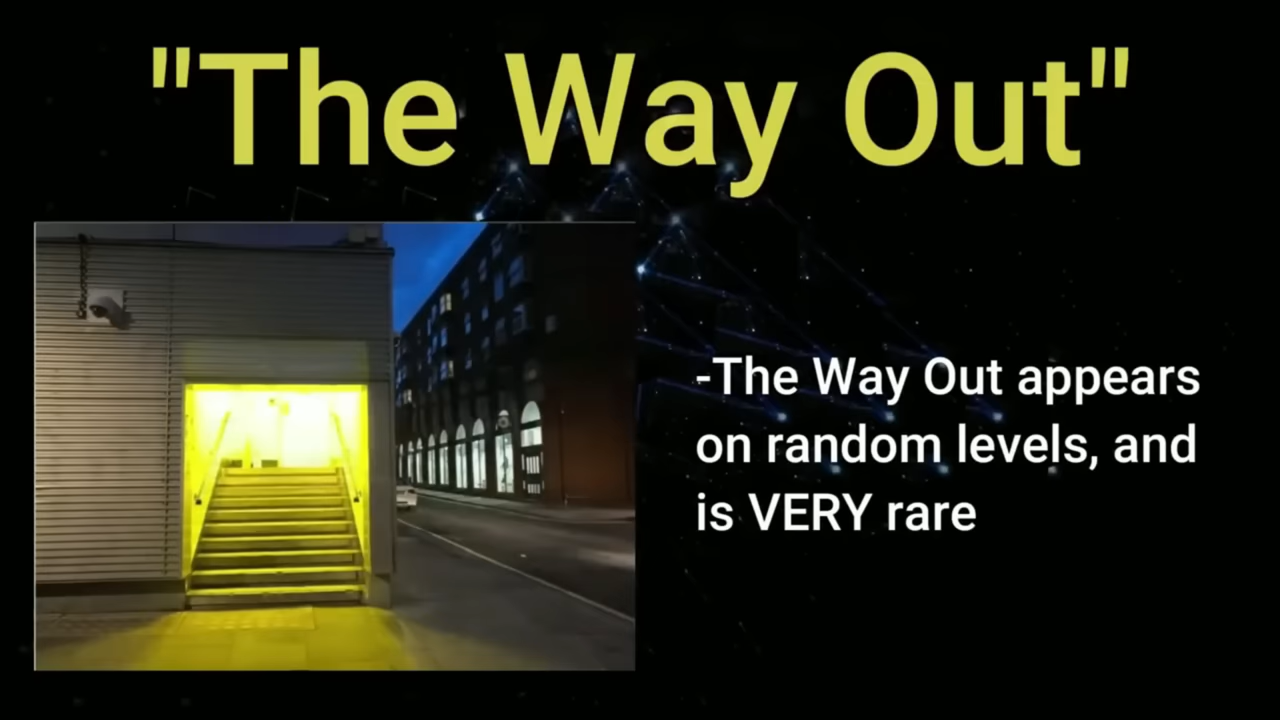 "The Way Out"
-The Way Out appears
on random levels, and
is VERY rare